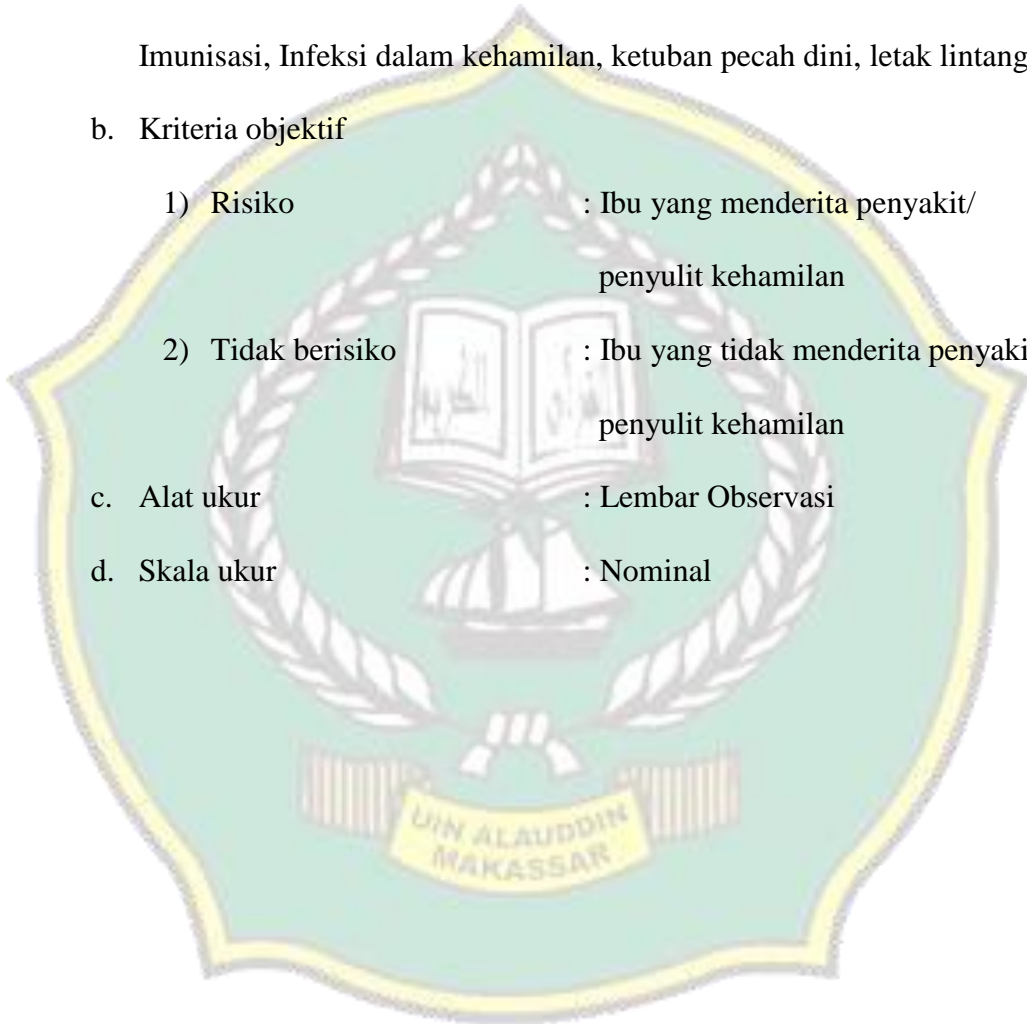 Imunisasi, Infeksi dalam kehamilan, ketuban pecah dini, letak lintang
b. Kriteria objektif
1) Risiko : Ibu yang menderita penyakit/
penyulit kehamilan
2) Tidak berisiko : Ibu yang tidak menderita
penyulit kehamilan
c. Alat ukur : Lembar Observasi
d. Skala ukur : Nominal
UIN ALAUDDIN
MAKASSAR